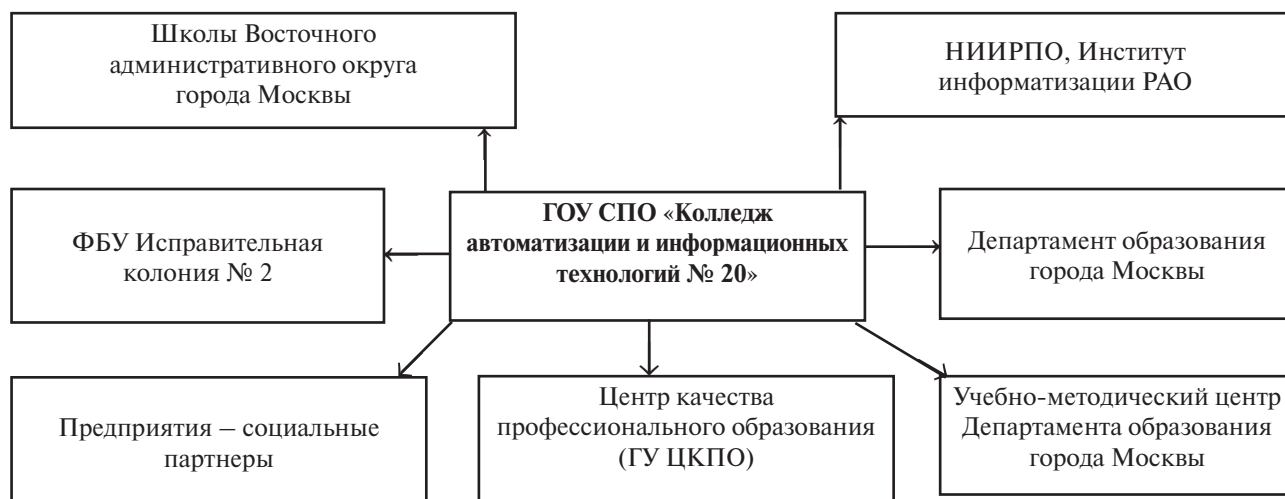 Школы Восточного
административного округа
города Москвы
НИИРПО, Институт
информатизации РАО
ФБУ Исправительная
колония № 2
ГОУ СПО «Колледж
автоматизации и информационных
технологий № 20»
Департамент образования
города Москвы
Предприятия – социальные
партнеры
Центр качества
профессионального образования
(ГУ ЦКПО)
Учебно-методический центр
Департамента образования
города Москвы